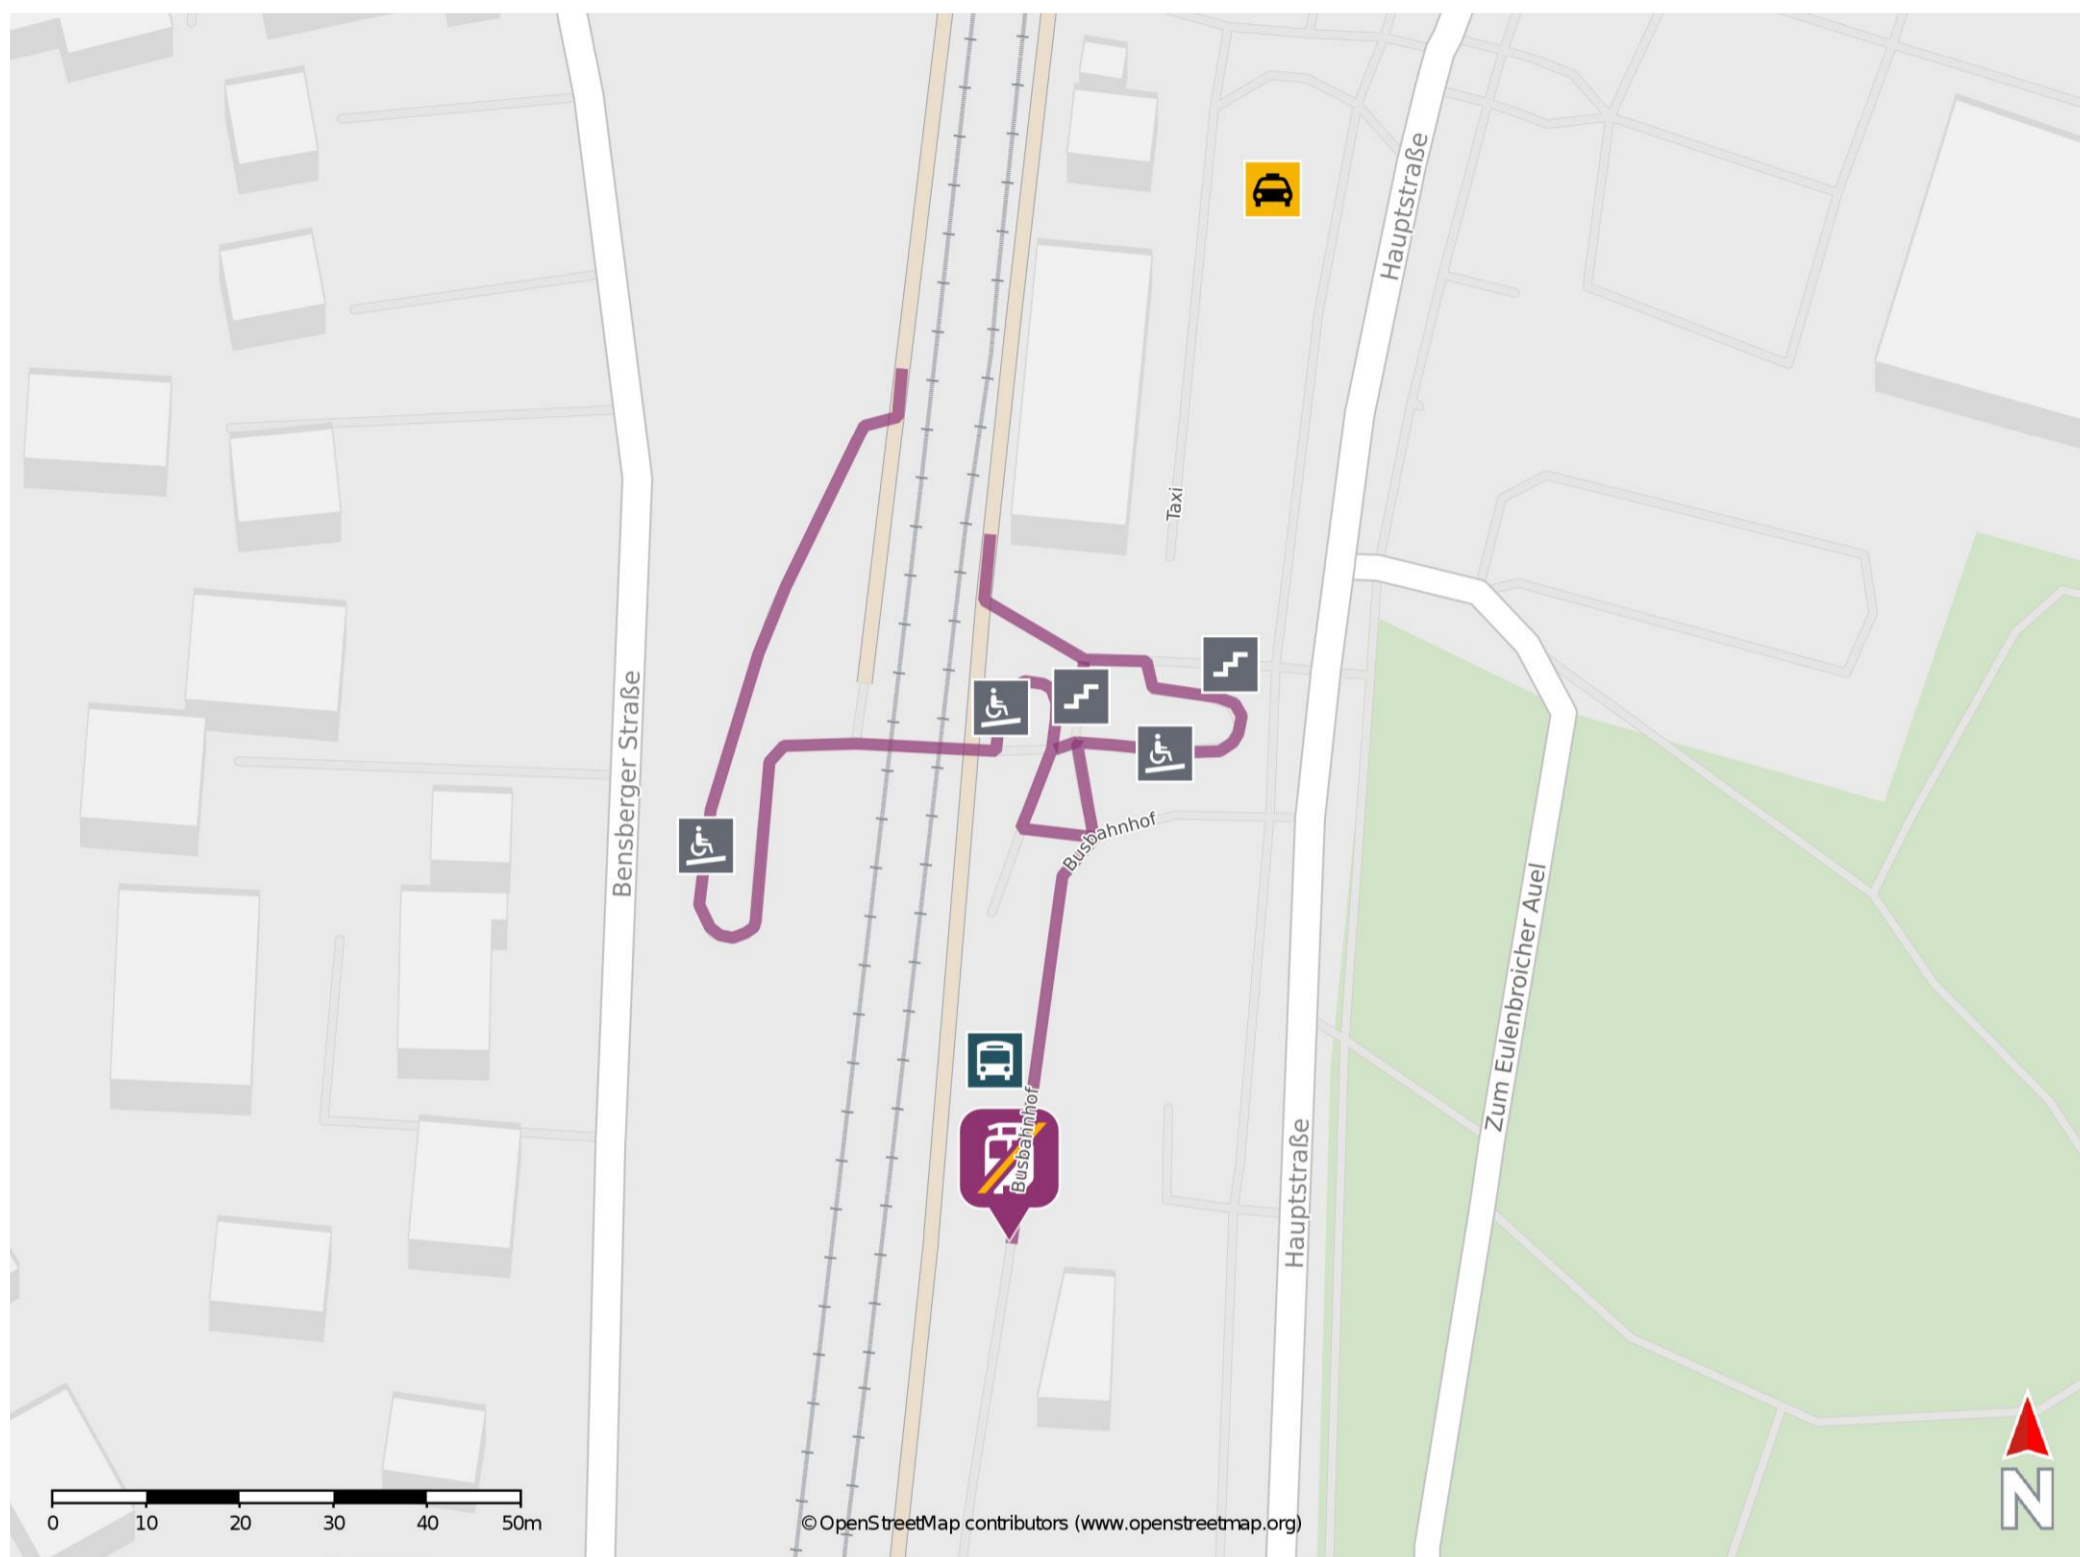 Hauptstraße
Taxi
Bensberger Straße
Busbahnhof
Zum Eulenbroicher Auel
Busbahnhof
Hauptstraße
0 10 20 30 40 50m
©OpenStreetMap contributors (www.openstreetmap.org)
N